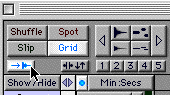 Shuffle Spot
Slip Grid
1 2 3 4 5
Show/Hide Min:Secs